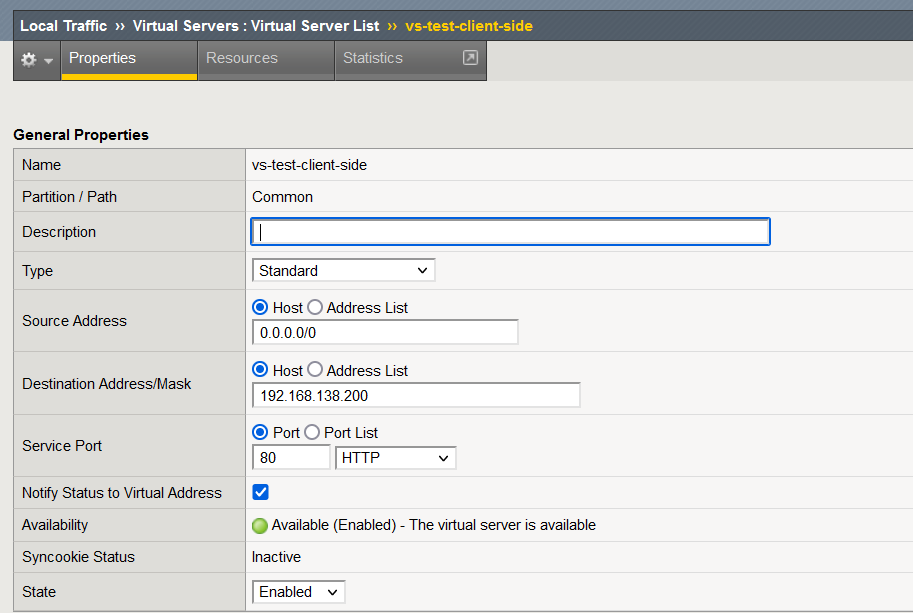 Local Traffic ›› Virtual Servers : Virtual Server List ›› vs-test-client-side
Properties Resources Statistics
General Properties
Name vs-test-client-side
Partition / Path Common
Description
Type Standard
Host Address List
Source Address
0.0.0.0/0
Host Address List
Destination Address/Mask
192.168.138.200
Port Port List
Service Port
80 HTTP
Notify Status to Virtual Address
Availability Available (Enabled) - The virtual server is available
Syncookie Status Inactive
State Enabled